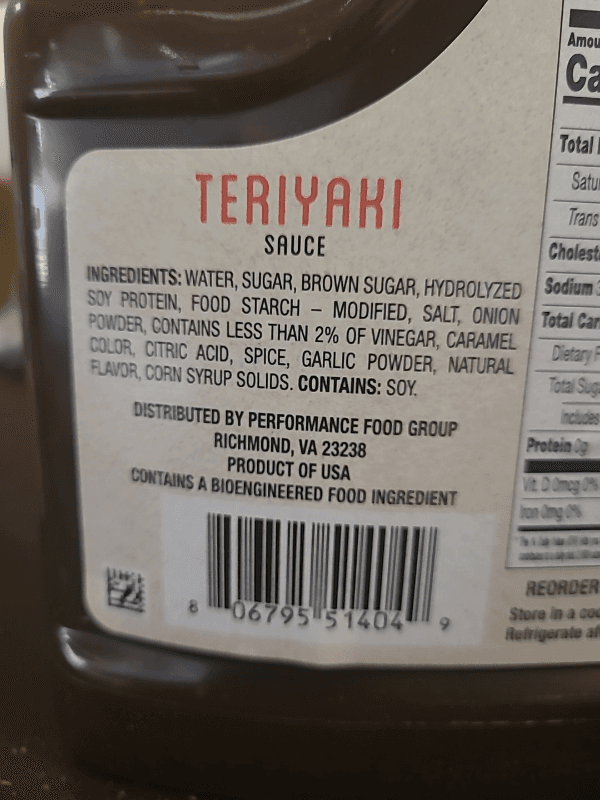 TERIYAKI
SAUCE
INGREDIENTS: WATER, SUGAR, BROWN SUGAR, HYDROLYZED
SOY PROTEIN, FOOD STARCH – MODIFIED, SALT, ONION
POWDER, CONTAINS LESS THAN 2% OF VINEGAR, CARAMEL
COLOR, CITRIC ACID, SPICE, GARLIC POWDER, NATURAL
FLAVOR, CORN SYRUP SOLIDS. CONTAINS: SOY.
DISTRIBUTED BY PERFORMANCE FOOD GROUP
RICHMOND, VA 23238
PRODUCT OF USA
CONTAINS A BIOENGINEERED FOOD INGREDIENT
8 06795 51404 9
Amou
Ca
Total
Satu
Trans
Cholest
Sodium
Total Car
Dietary F
Total Sug
Includes
Protein 0g
Vit. D 0mcg 0%
Iron 0mg 0%
REORDER
Store in a coo
Refrigerate af